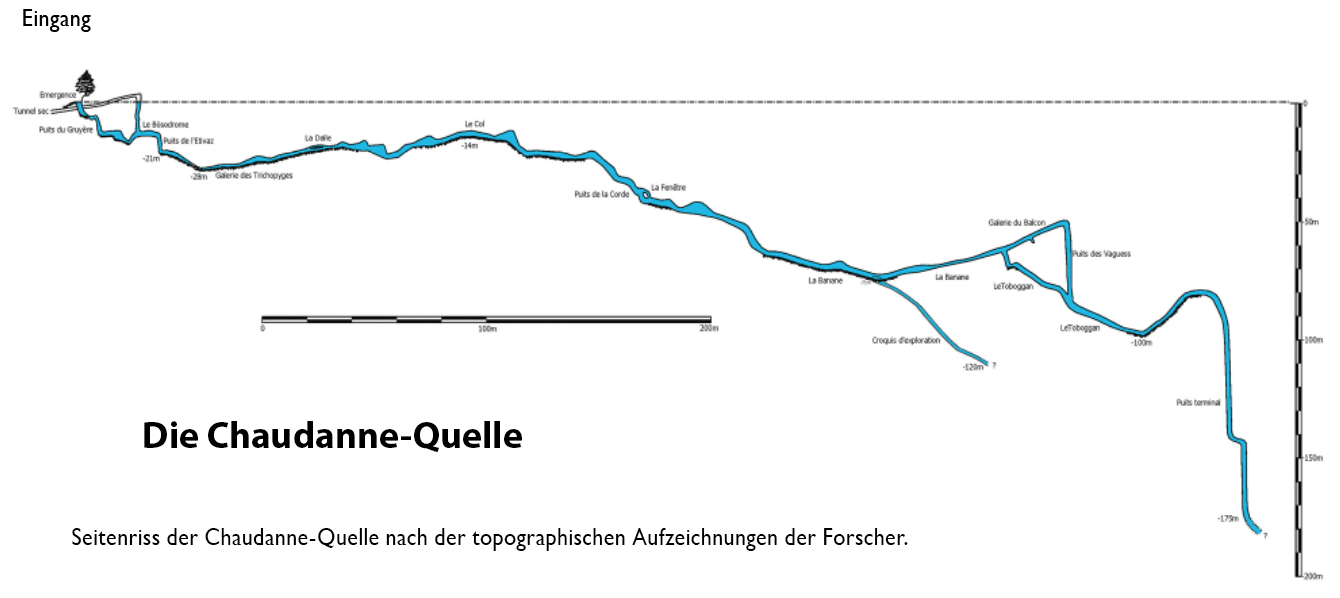 Eingang
Emergence
Tunnel sec
0
Puits du Gruyère
Le Bôsodrome
Puits de l'Etivaz
-21m
-28m
Galerie des Trichopyges
La Dalle
Le Col
-14m
Puits de la Corde
La Fenêtre
Galerie du Balcon
-50m
Puits des Vaguess
La Banane
La Banane
LeToboggan
LeToboggan
0
100m
200m
Croquis d'exploration
-100m
-100m
-120m
?
Puits terminal
Die Chaudanne-Quelle
-150m
-175m
?
Seitenriss der Chaudanne-Quelle nach der topographischen Aufzeichnungen der Forscher.
-200m